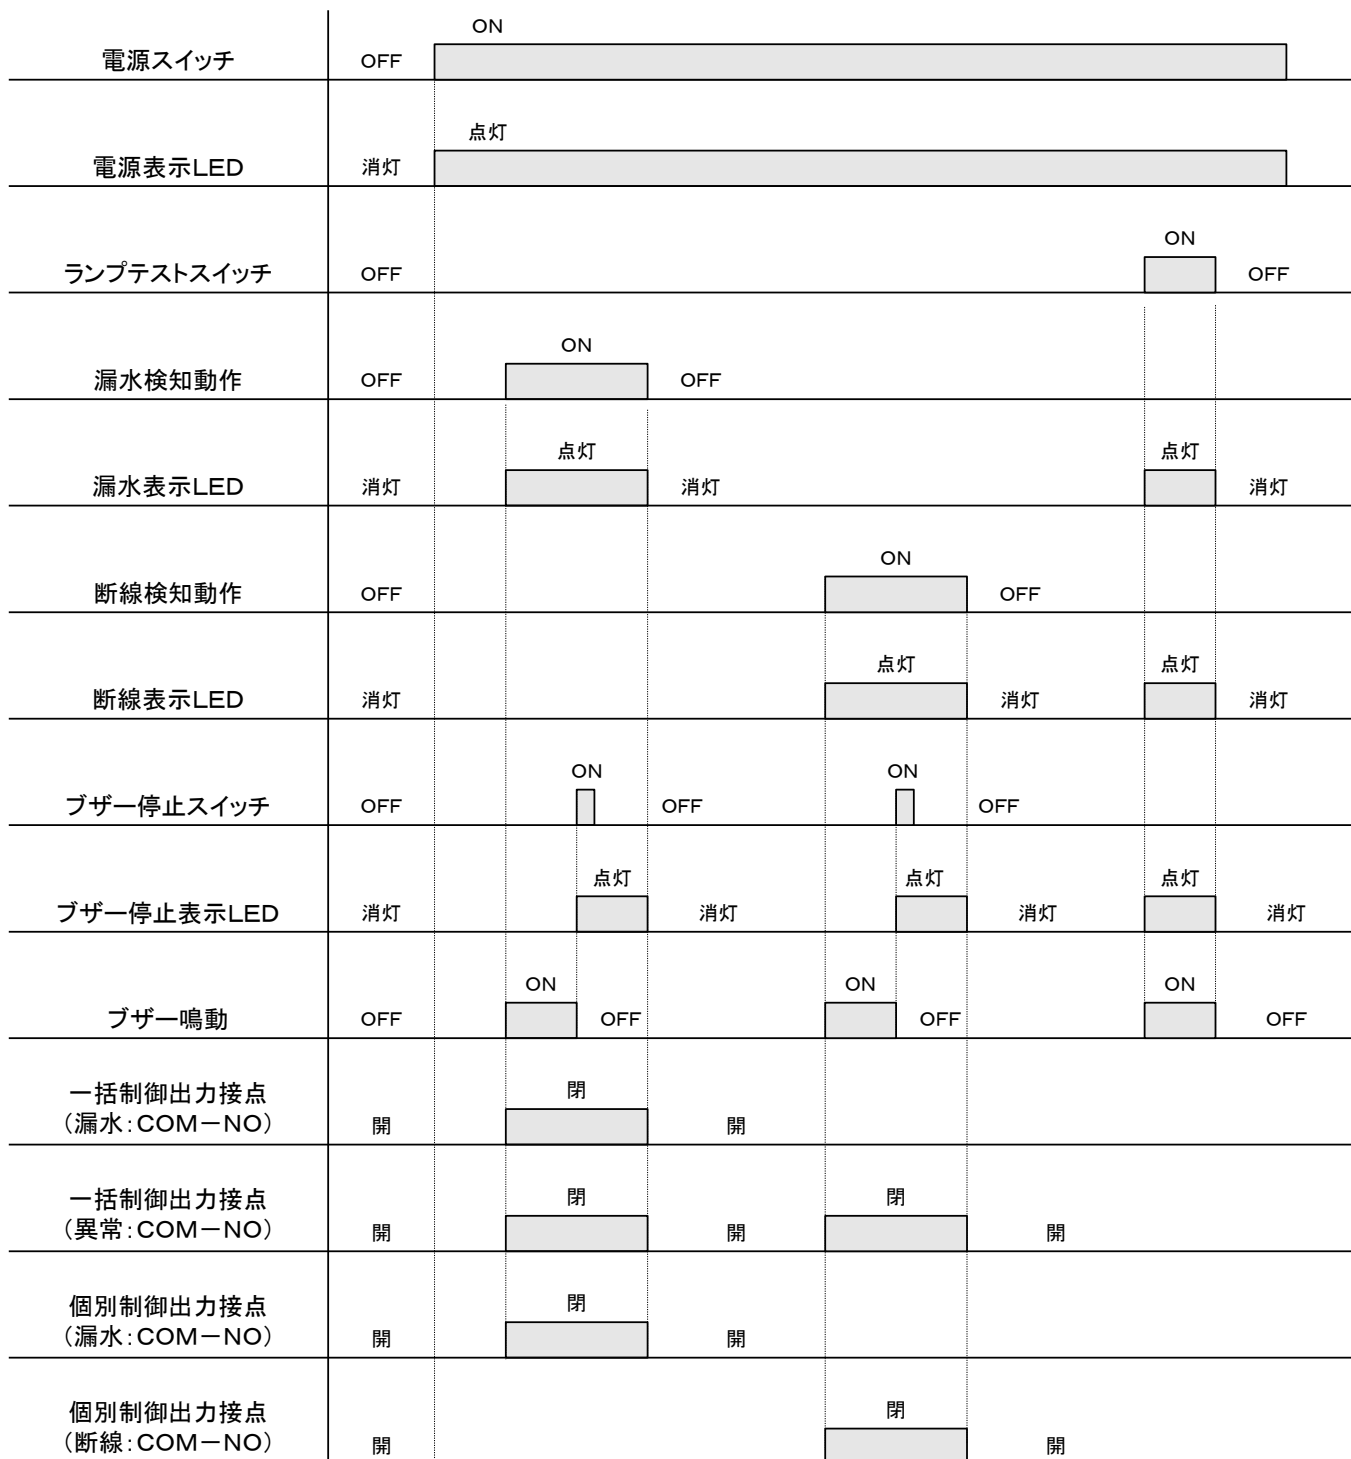 ON
電源スイッチ OFF
点灯
電源表示LED 消灯
ON
ランプテストスイッチ OFF OFF
ON
漏水検知動作 OFF OFF
点灯 点灯
漏水表示LED 消灯 消灯 消灯
ON
断線検知動作 OFF OFF
点灯 点灯
断線表示LED 消灯 消灯 消灯
ON ON
ブザー停止スイッチ OFF OFF OFF
点灯 点灯 点灯
ブザー停止表示LED 消灯 消灯 消灯 消灯
ON ON ON
ブザー鳴動 OFF OFF OFF OFF
一括制御出力接点 閉
(漏水:COM-NO) 開 開
一括制御出力接点 閉 閉
(異常:COM-NO) 開 開 開
個別制御出力接点 閉
(漏水:COM-NO) 開 開
個別制御出力接点 閉
(断線:COM-NO) 開 開